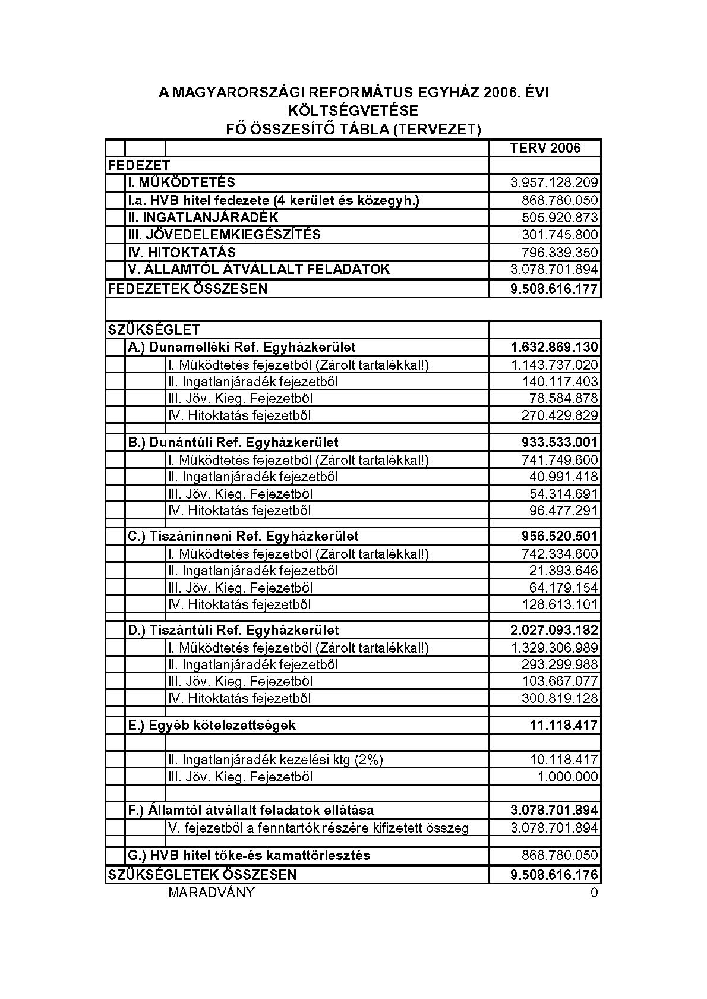 A MAGYARORSZÁGI REFORMÁTUS EGYHÁZ 2006. ÉVI
KÖLTSÉGVETÉSE
FŐ ÖSSZESÍTŐ TÁBLA (TERVEZET)
TERV 2006
FEDEZET
I. MŰKÖDTETÉS 3.957.128.209
I.a. HVB hitel fedezete (4 kerület és közegyh.) 868.780.050
II. INGATLANJÁRADÉK 505.920.873
III. JÖVEDELEMKIEGÉSZÍTÉS 301.745.800
IV. HITOKTATÁS 796.339.350
V. ÁLLAMTÓL ÁTVÁLLALT FELADATOK 3.078.701.894
FEDEZETEK ÖSSZESEN 9.508.616.177
SZÜKSÉGLET
A.) Dunamelléki Ref. Egyházkerület 1.632.869.130
I. Működtetés fejezetből (Zárolt tartalékkal!) 1.143.737.020
II. Ingatlanjáradék fejezetből 140.117.403
III. Jöv. Kieg. Fejezetből 78.584.878
IV. Hitoktatás fejezetből 270.429.829
B.) Dunántúli Ref. Egyházkerület 933.533.001
I. Működtetés fejezetből (Zárolt tartalékkal!) 741.749.600
II. Ingatlanjáradék fejezetből 40.991.418
III. Jöv. Kieg. Fejezetből 54.314.691
IV. Hitoktatás fejezetből 96.477.291
C.) Tiszáninneni Ref. Egyházkerület 956.520.501
I. Működtetés fejezetből (Zárolt tartalékkal!) 742.334.600
II. Ingatlanjáradék fejezetből 21.393.646
III. Jöv. Kieg. Fejezetből 64.179.154
IV. Hitoktatás fejezetből 128.613.101
D.) Tiszántúli Ref. Egyházkerület 2.027.093.182
I. Működtetés fejezetből (Zárolt tartalékkal!) 1.329.306.989
II. Ingatlanjáradék fejezetből 293.299.988
III. Jöv. Kieg. Fejezetből 103.667.077
IV. Hitoktatás fejezetből 300.819.128
E.) Egyéb kötelezettségek 11.118.417
II. Ingatlanjáradék kezelési ktg (2%) 10.118.417
III. Jöv. Kieg. Fejezetből 1.000.000
F.) Államtól átvállalt feladatok ellátása 3.078.701.894
V. fejezetből a fenntartók részére kifizetett összeg 3.078.701.894
G.) HVB hitel tőke-és kamattörlesztés 868.780.050
SZÜKSÉGLETEK ÖSSZESEN 9.508.616.176
MARADVÁNY 0